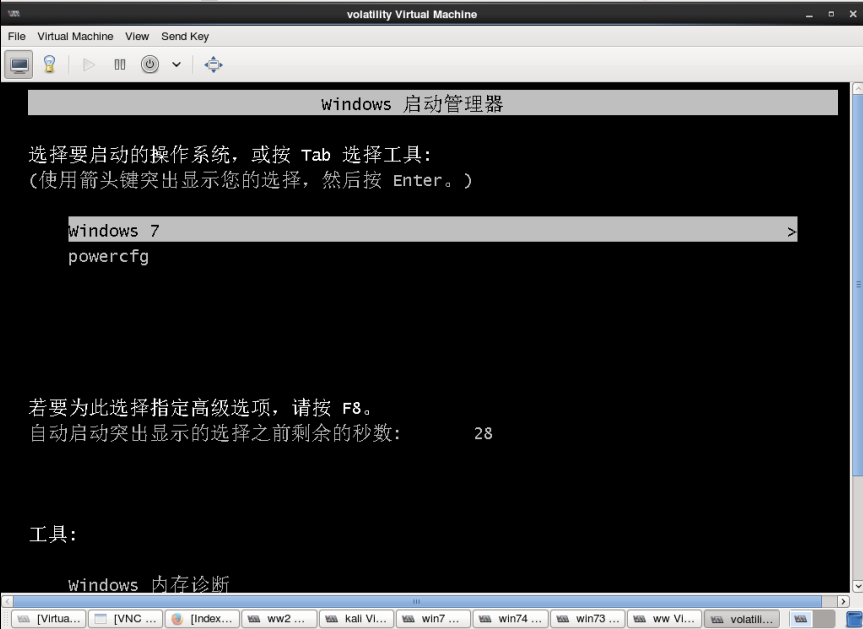 volatility Virtual Machine
File Virtual Machine View Send Key
Windows 启动管理器
选择要启动的操作系统，或按 Tab 选择工具:
(使用箭头键突出显示您的选择，然后按 Enter。)
Windows 7 >
powercfg
若要为此选择指定高级选项，请按 F8。
自动启动突出显示的选择之前剩余的秒数: 28
工具:
Windows 内存诊断
[Virtua... [VNC ... [Index... ww2 ... kali Vi... win7 ... win74 ... win73 ... ww Vi... volatili...